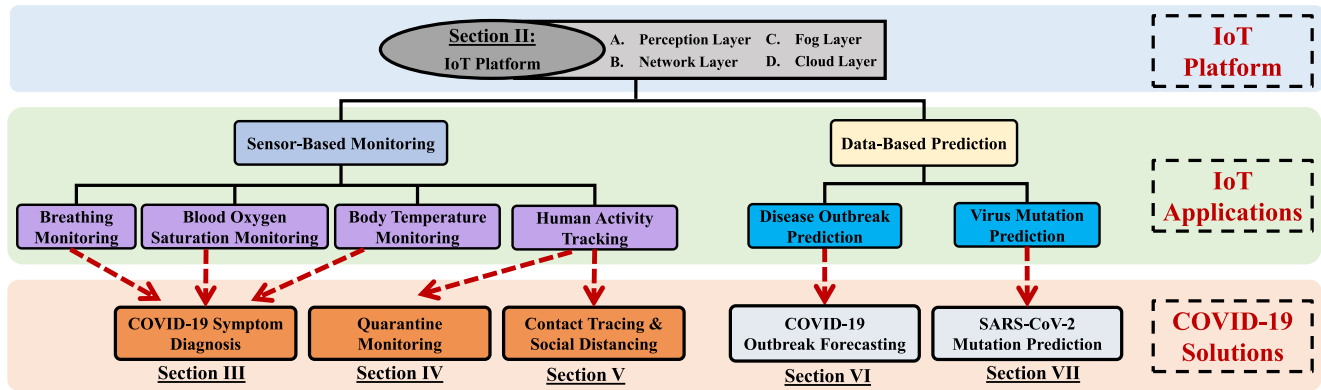 Section II:
IoT Platform
A. Perception Layer
B. Network Layer
C. Fog Layer
D. Cloud Layer
IoT
Platform
Sensor-Based Monitoring
Data-Based Prediction
Breathing
Monitoring
Blood Oxygen
Saturation Monitoring
Body Temperature
Monitoring
Human Activity
Tracking
Disease Outbreak
Prediction
Virus Mutation
Prediction
IoT
Applications
COVID-19 Symptom
Diagnosis
Section III
Quarantine
Monitoring
Section IV
Contact Tracing &
Social Distancing
Section V
COVID-19
Outbreak Forecasting
Section VI
SARS-CoV-2
Mutation Prediction
Section VII
COVID-19
Solutions